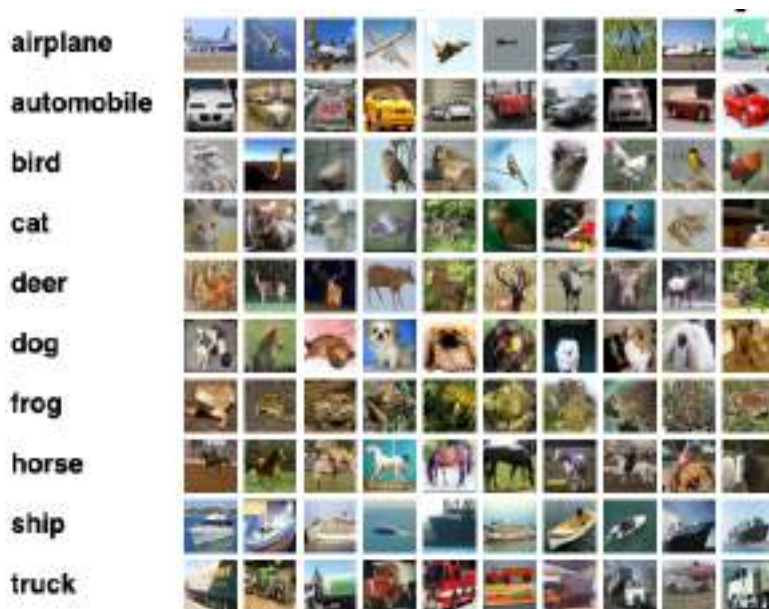 airplane
automobile
bird
cat
deer
dog
frog
horse
ship
truck